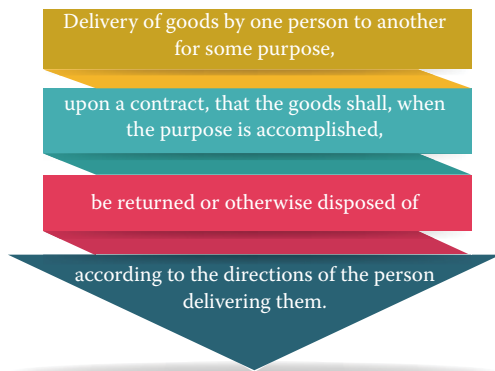 Delivery of goods by one person to another
for some purpose,
upon a contract, that the goods shall, when
the purpose is accomplished,
be returned or otherwise disposed of
according to the directions of the person
delivering them.